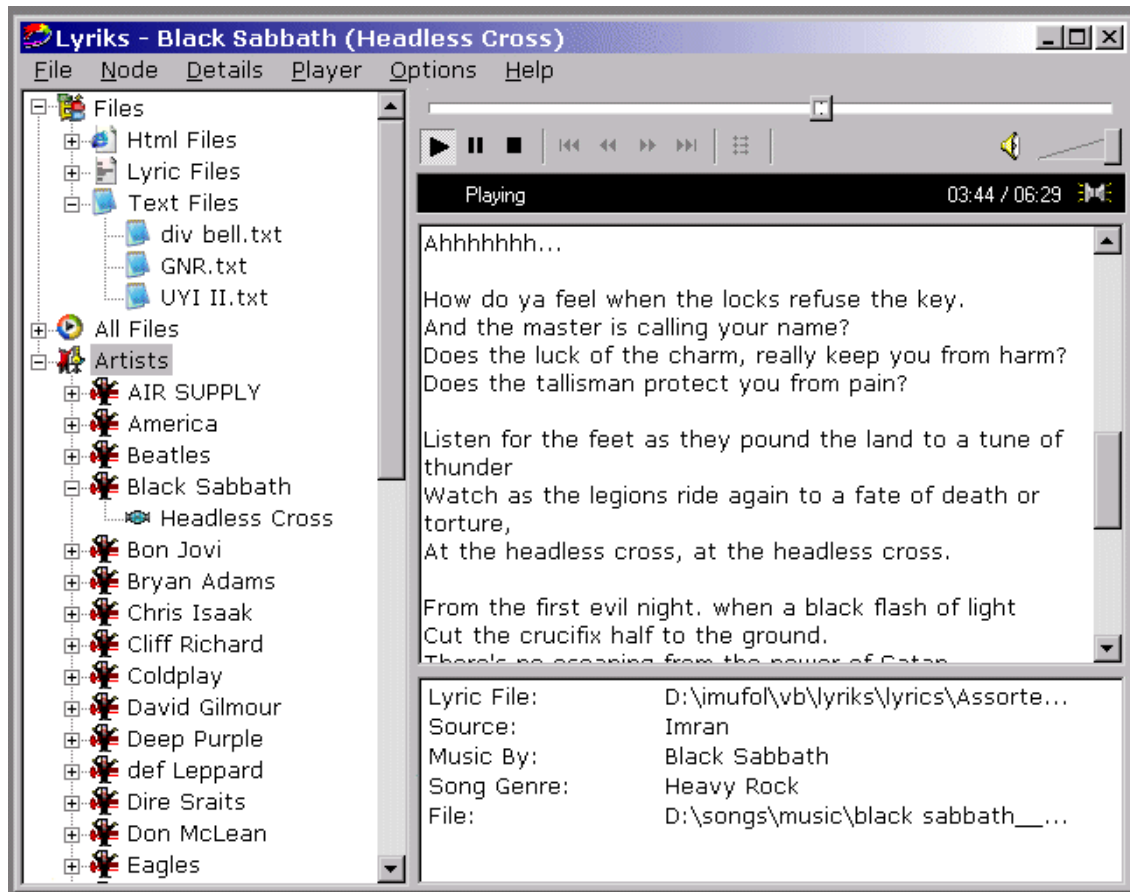 Lyriks - Black Sabbath (Headless Cross)
File Node Details Player Options Help
Files
Html Files
Lyric Files
Text Files
div bell.txt
GNR.txt
UYI II.txt
All Files
Artists
AIR SUPPLY
America
Beatles
Black Sabbath
Headless Cross
Bon Jovi
Bryan Adams
Chris Isaak
Cliff Richard
Coldplay
David Gilmour
Deep Purple
def Leppard
Dire Sraits
Don McLean
Eagles
Playing 03:44 / 06:29
Ahhhhhhh...
How do ya feel when the locks refuse the key.
And the master is calling your name?
Does the luck of the charm, really keep you from harm?
Does the tallisman protect you from pain?
Listen for the feet as they pound the land to a tune of
thunder
Watch as the legions ride again to a fate of death or
torture,
At the headless cross, at the headless cross.
From the first evil night. when a black flash of light
Cut the crucifix half to the ground.
There's no escaping from the power of Satan
Lyric File: D:\imufol\vb\lyriks\lyrics\Assorte...
Source: Imran
Music By: Black Sabbath
Song Genre: Heavy Rock
File: D:\songs\music\black sabbath__...